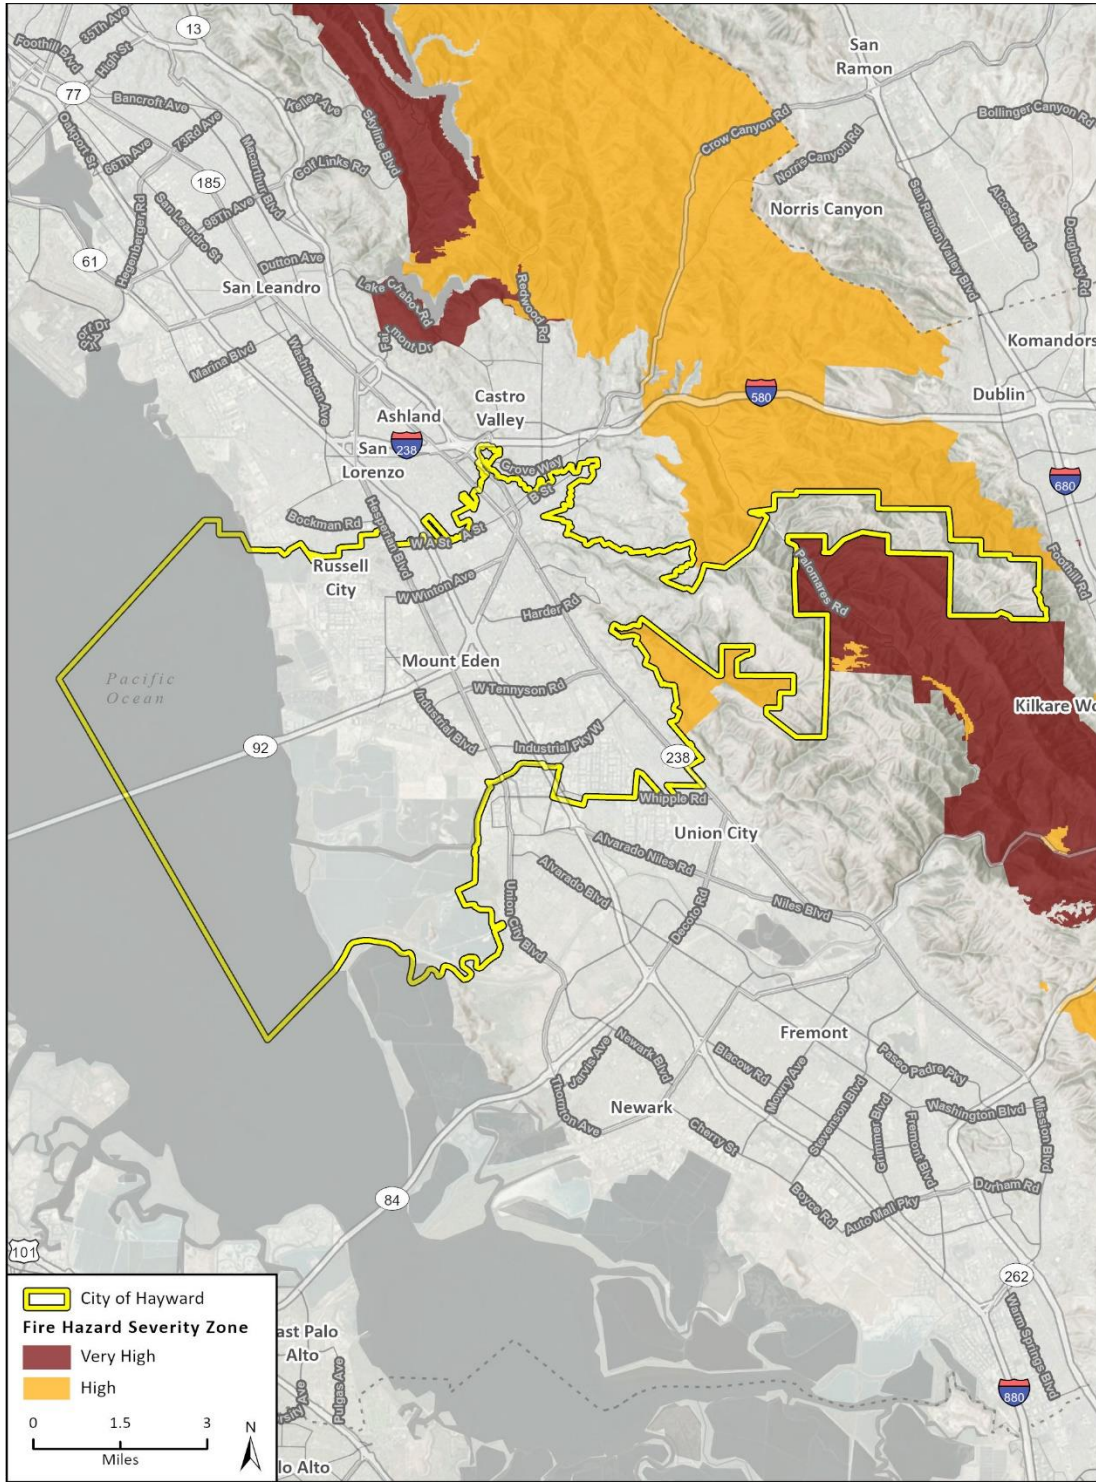 35Th Ave
13
San
Ramon
Foothill Blvd
High St
77
Bancroft Ave
Keller Ave
Skyline Blvd
Crow Canyon Rd
Bollinger Canyon Rd
Oakport St
66Th Ave
73Rd Ave
Macarthur Blvd
Golf Links Rd
Norris Canyon Rd
185
San Ramon Valley Blvd
Alcosta Blvd
Norris Canyon
Hegenberger Rd
San Leandro St
98Th Ave
Dougherty Rd
61
Dutton Ave
San Leandro
Lake Chabot Rd
Redwood Rd
Fairmont Dr
Komandors
Marina Blvd
Washington Ave
580
Dublin
Castro
Valley
Ashland
238
San
Lorenzo
Grove Way
B St
680
Bockman Rd
Hesperian Blvd
W A St
A St
Russell
City
Foothill Rd
W Winton Ave
Palomares Rd
Harder Rd
Mount Eden
Pacific
Ocean
W Tennyson Rd
Kilkare Wo
Industrial Blvd
Industrial Pky W
92
238
Whipple Rd
Union City
Alvarado Niles Rd
Alvarado Blvd
Union City Blvd
Decoto Rd
Niles Blvd
Fremont
Newark Blvd
Jarvis Ave
Blacow Rd
Mowry Ave
Paseo Padre Pky
Thornton Ave
Newark
Stevenson Blvd
Grimmer Blvd
Fremont Blvd
Washington Blvd
Mission Blvd
Cherry St
Durham Rd
84
Boyce Rd
Auto Mall Pky
101
262
Warm Springs Blvd
880
City of Hayward
Fire Hazard Severity Zone
Very High
High
0 1.5 3
Miles
N
ast Palo
Alto
rsity Ave
Pulgas Ave
lo Alto